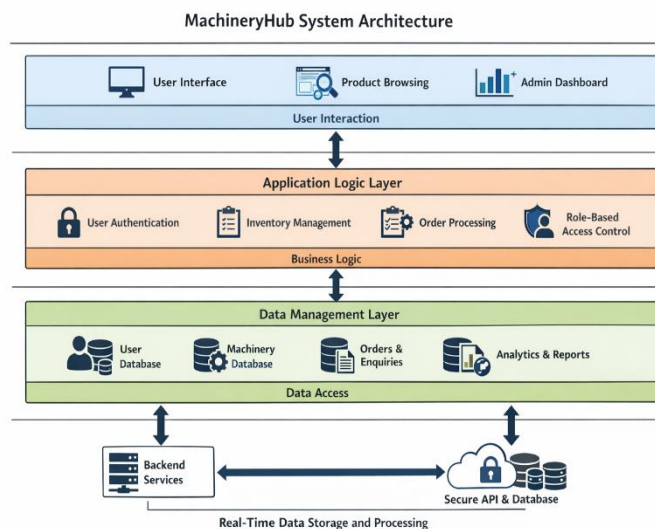 MachineryHub System Architecture
User Interface
Product Browsing
Admin Dashboard
User Interaction
Application Logic Layer
User Authentication
Inventory Management
Order Processing
Role-Based
Access Control
Business Logic
Data Management Layer
User
Database
Machinery
Database
Orders &
Enquiries
Analytics & Reports
Data Access
Backend
Services
Secure API & Database
Real-Time Data Storage and Processing